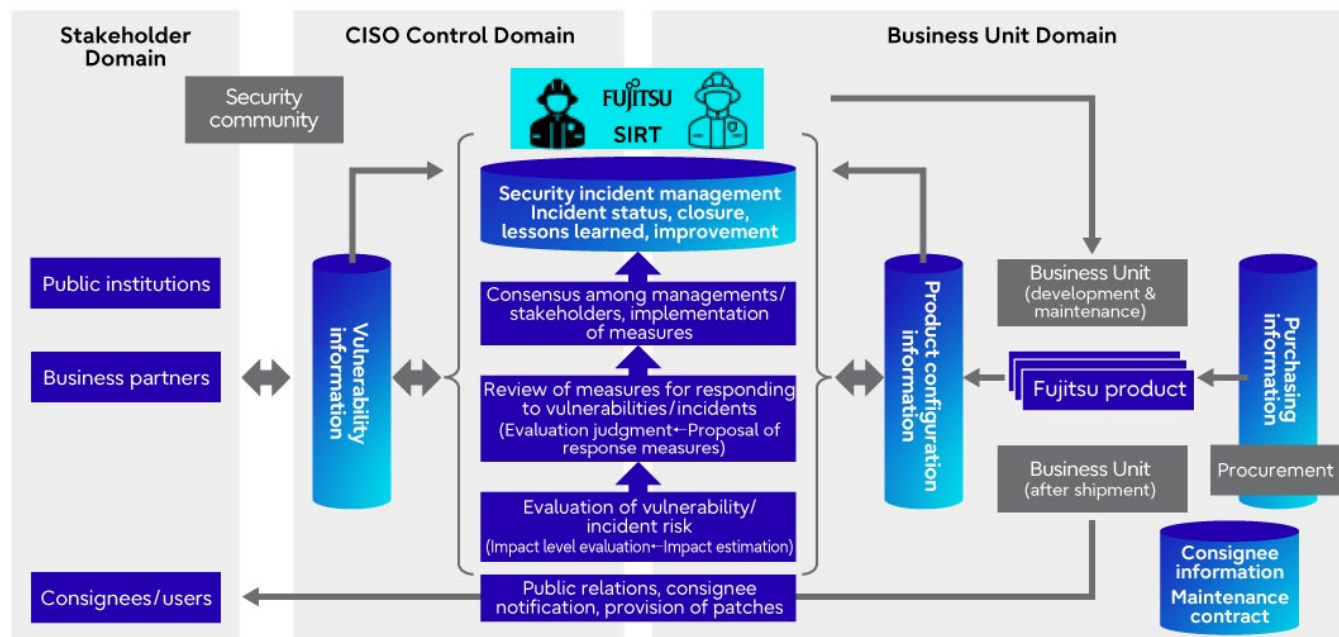 Stakeholder
Domain
CISO Control Domain
Business Unit Domain
Security
community
FUJITSU
SIRT
Security incident management
Incident status, closure,
lessons learned, improvement
Public institutions
Business partners
Consignees/users
Vulnerability
information
Consensus among managements/
stakeholders, implementation
of measures
Review of measures for responding
to vulnerabilities/incidents
(Evaluation judgment←Proposal of
response measures)
Evaluation of vulnerability/
incident risk
(Impact level evaluation←Impact estimation)
Public relations, consignee
notification, provision of patches
Product configuration
information
Business Unit
(development &
maintenance)
Fujitsu product
Business Unit
(after shipment)
Purchasing
information
Procurement
Consignee
information
Maintenance
contract